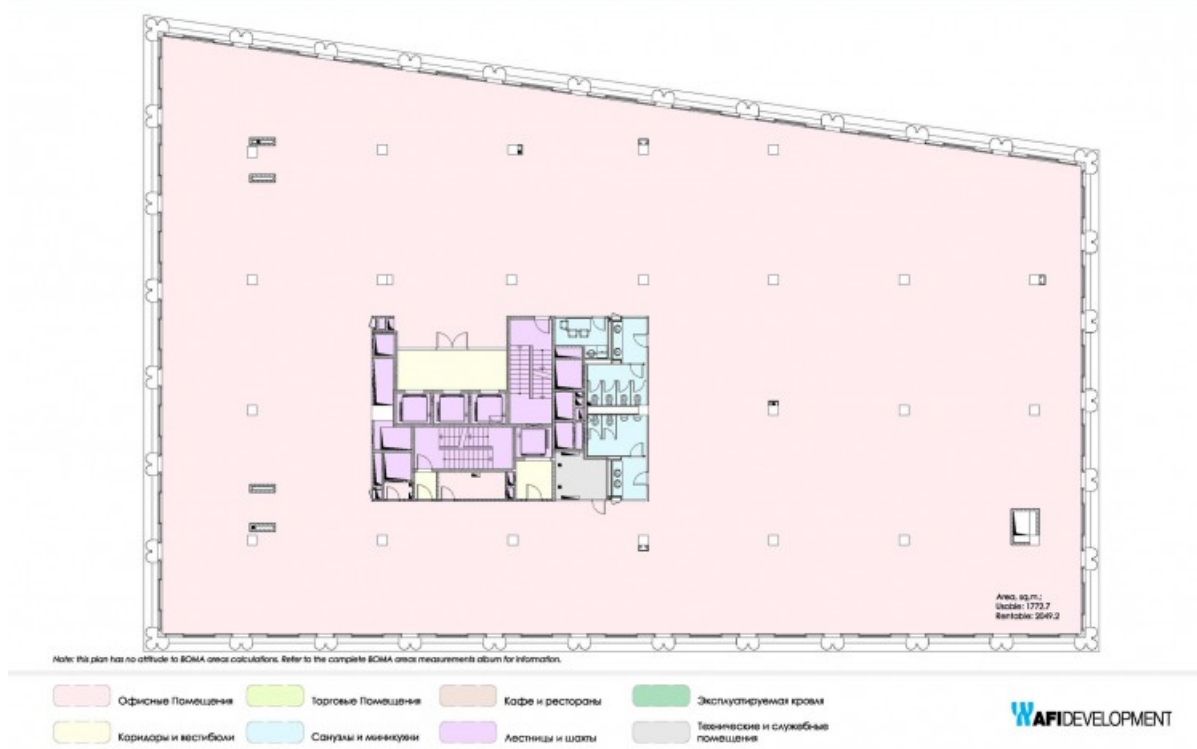 Area, sq.m.:
Usable: 1772.7
Rentable: 2049.2
Note: this plan has no attitude to BOMA areas calculations. Refer to the complete BOMA areas measurements album for information.
Офисные Помещения
Торговые Помещения
Кафе и рестораны
Эксплуатируемая кровля
Коридоры и вестибюли
Санузлы и миникухни
Лестницы и шахты
Технические и служебные
помещения
AFIDEVELOPMENT